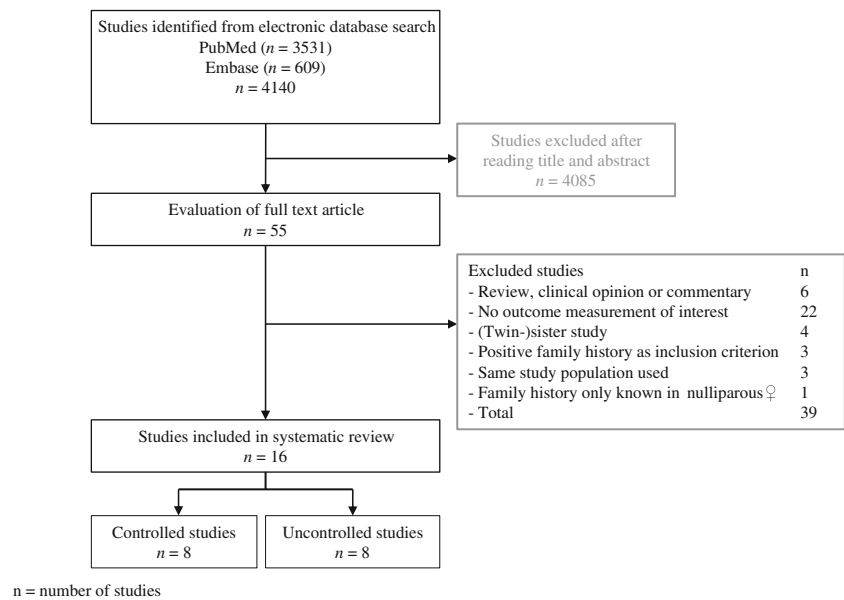 Studies identified from electronic database search
PubMed (n = 3531)
Embase (n = 609)
n = 4140
Studies excluded after
reading title and abstract
n = 4085
Evaluation of full text article
n = 55
Excluded studies n
- Review, clinical opinion or commentary 6
- No outcome measurement of interest 22
- (Twin-)sister study 4
- Positive family history as inclusion criterion 3
- Same study population used 3
- Family history only known in nulliparous ♀ 1
- Total 39
Studies included in systematic review
n = 16
Controlled studies
n = 8
Uncontrolled studies
n = 8
n = number of studies